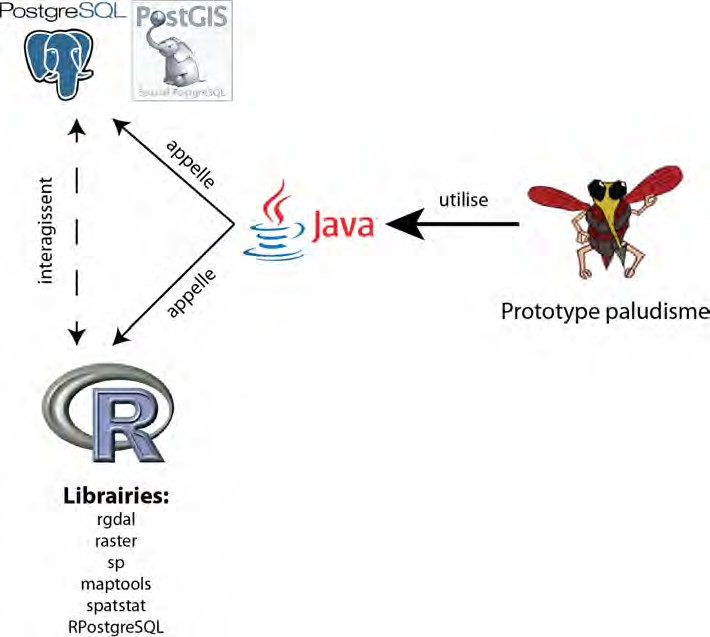 PostgreSQL
PostGIS
Spatial PostgreSQL
appelle
interagissent
Java
utilise
appelle
Prototype paludisme
R
Librairies:
rgdal
raster
sp
maptools
spatstat
RPostgreSQL